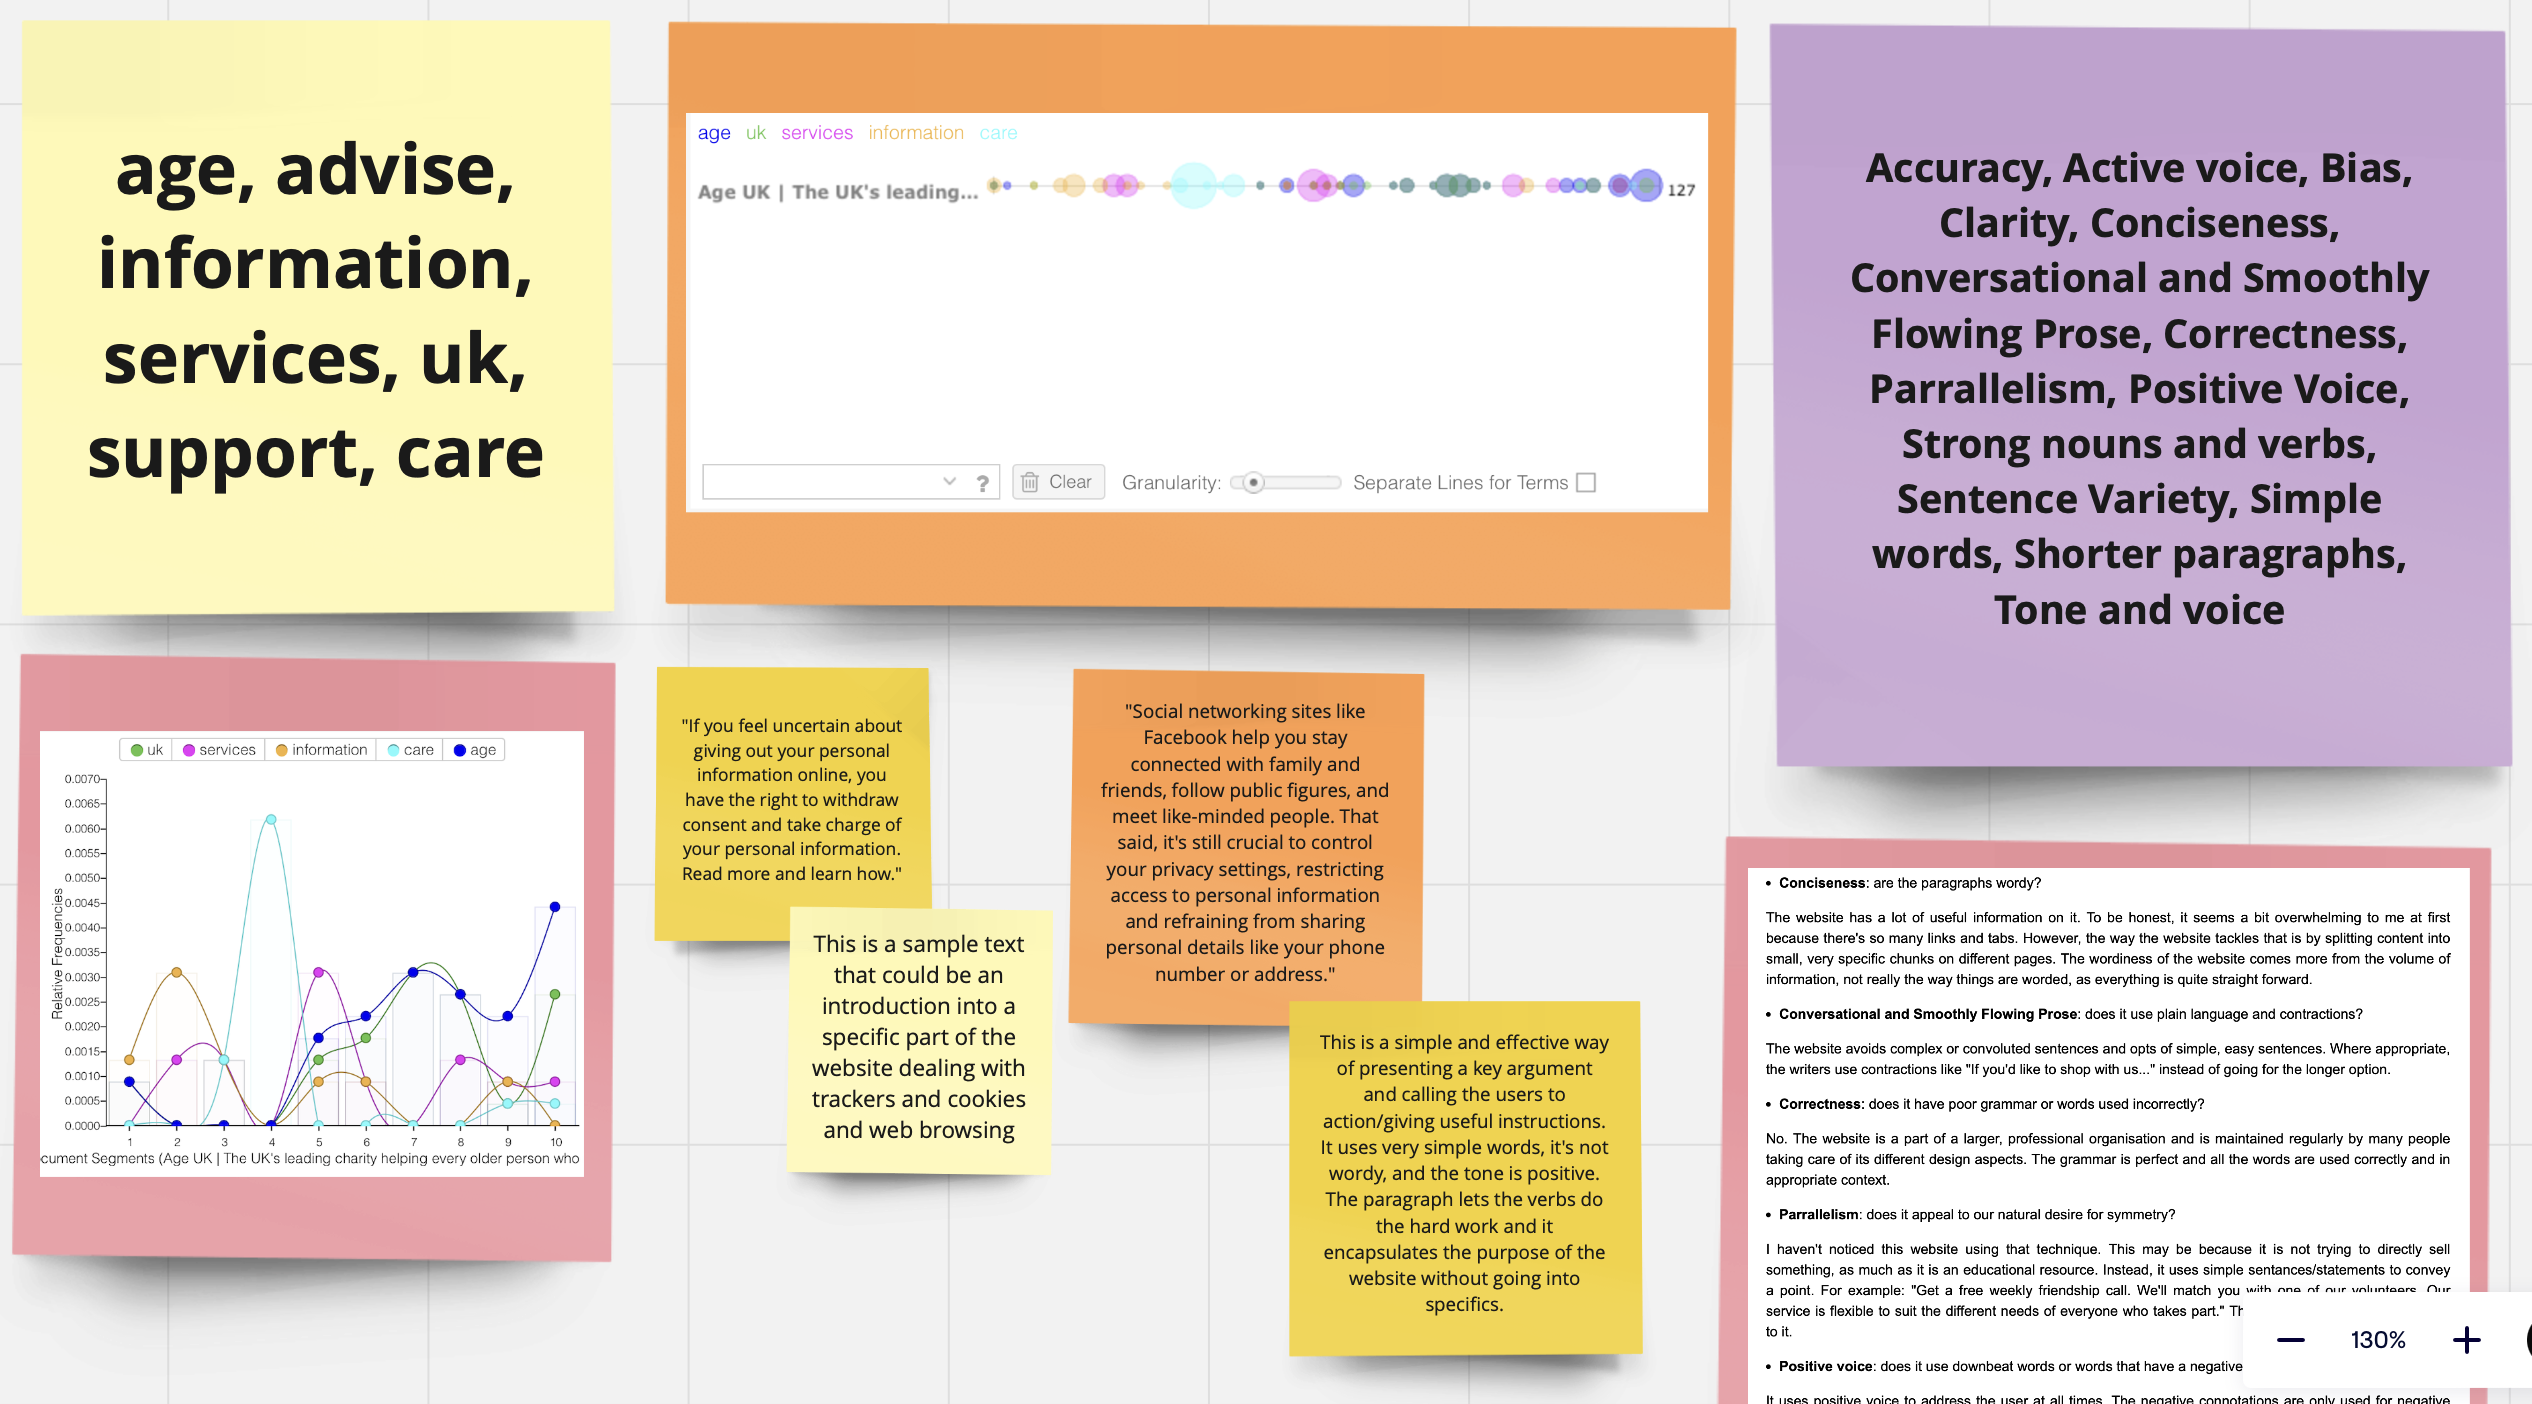 age, advise,
information,
services, uk,
support, care
age uk services information care
Age UK | The UK's leading...
127
?
Clear
Granularity:
Separate Lines for Terms
Accuracy, Active voice, Bias,
Clarity, Conciseness,
Conversational and Smoothly
Flowing Prose, Correctness,
Parrallelism, Positive Voice,
Strong nouns and verbs,
Sentence Variety, Simple
words, Shorter paragraphs,
Tone and voice
uk services information care age
Relative Frequencies
0.0070
0.0065
0.0060
0.0055
0.0050
0.0045
0.0040
0.0035
0.0030
0.0025
0.0020
0.0015
0.0010
0.0005
0.0000
1 2 3 4 5 6 7 8 9 10
cument Segments (Age UK | The UK's leading charity helping every older person who
"If you feel uncertain about
giving out your personal
information online, you
have the right to withdraw
consent and take charge of
your personal information.
Read more and learn how."
This is a sample text
that could be an
introduction into a
specific part of the
website dealing with
trackers and cookies
and web browsing
"Social networking sites like
Facebook help you stay
connected with family and
friends, follow public figures, and
meet like-minded people. That
said, it's still crucial to control
your privacy settings, restricting
access to personal information
and refraining from sharing
personal details like your phone
number or address."
This is a simple and effective way
of presenting a key argument
and calling the users to
action/giving useful instructions.
It uses very simple words, it's not
wordy, and the tone is positive.
The paragraph lets the verbs do
the hard work and it
encapsulates the purpose of the
website without going into
specifics.
• Conciseness: are the paragraphs wordy?
The website has a lot of useful information on it. To be honest, it seems a bit overwhelming to me at first
because there's so many links and tabs. However, the way the website tackles that is by splitting content into
small, very specific chunks on different pages. The wordiness of the website comes more from the volume of
information, not really the way things are worded, as everything is quite straight forward.
• Conversational and Smoothly Flowing Prose: does it use plain language and contractions?
The website avoids complex or convoluted sentences and opts of simple, easy sentences. Where appropriate,
the writers use contractions like "If you'd like to shop with us..." instead of going for the longer option.
• Correctness: does it have poor grammar or words used incorrectly?
No. The website is a part of a larger, professional organisation and is maintained regularly by many people
taking care of its different design aspects. The grammar is perfect and all the words are used correctly and in
appropriate context.
• Parrallelism: does it appeal to our natural desire for symmetry?
I haven't noticed this website using that technique. This may be because it is not trying to directly sell
something, as much as it is an educational resource. Instead, it uses simple sentances/statements to convey
a point. For example: "Get a free weekly friendship call. We'll match you with one of our volunteers. Our
service is flexible to suit the different needs of everyone who takes part."
to it.
• Positive voice: does it use downbeat words or words that have a negative
It uses positive voice to address the user at all times. The negative connotations are only used for negative
130%